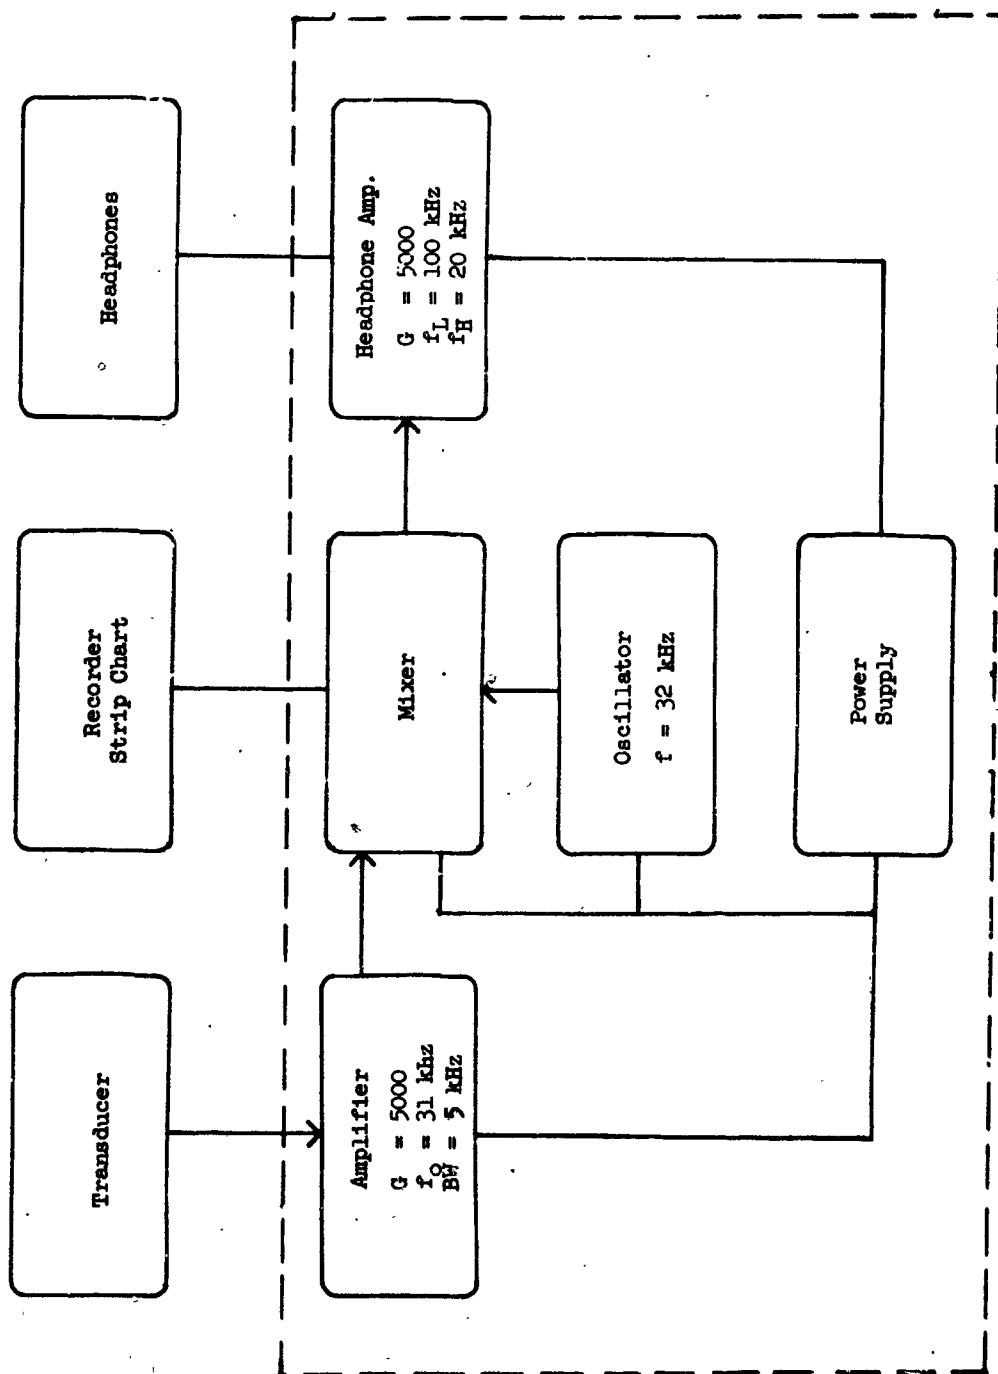 Transducer
Recorder
Strip Chart
Headphones
Amplifier
G = 5000
fO = 31 khz
BW = 5 kHz
Mixer
Headphone Amp.
G = 5000
fL = 100 kHz
fH = 20 kHz
Oscillator
f = 32 kHz
Power
Supply